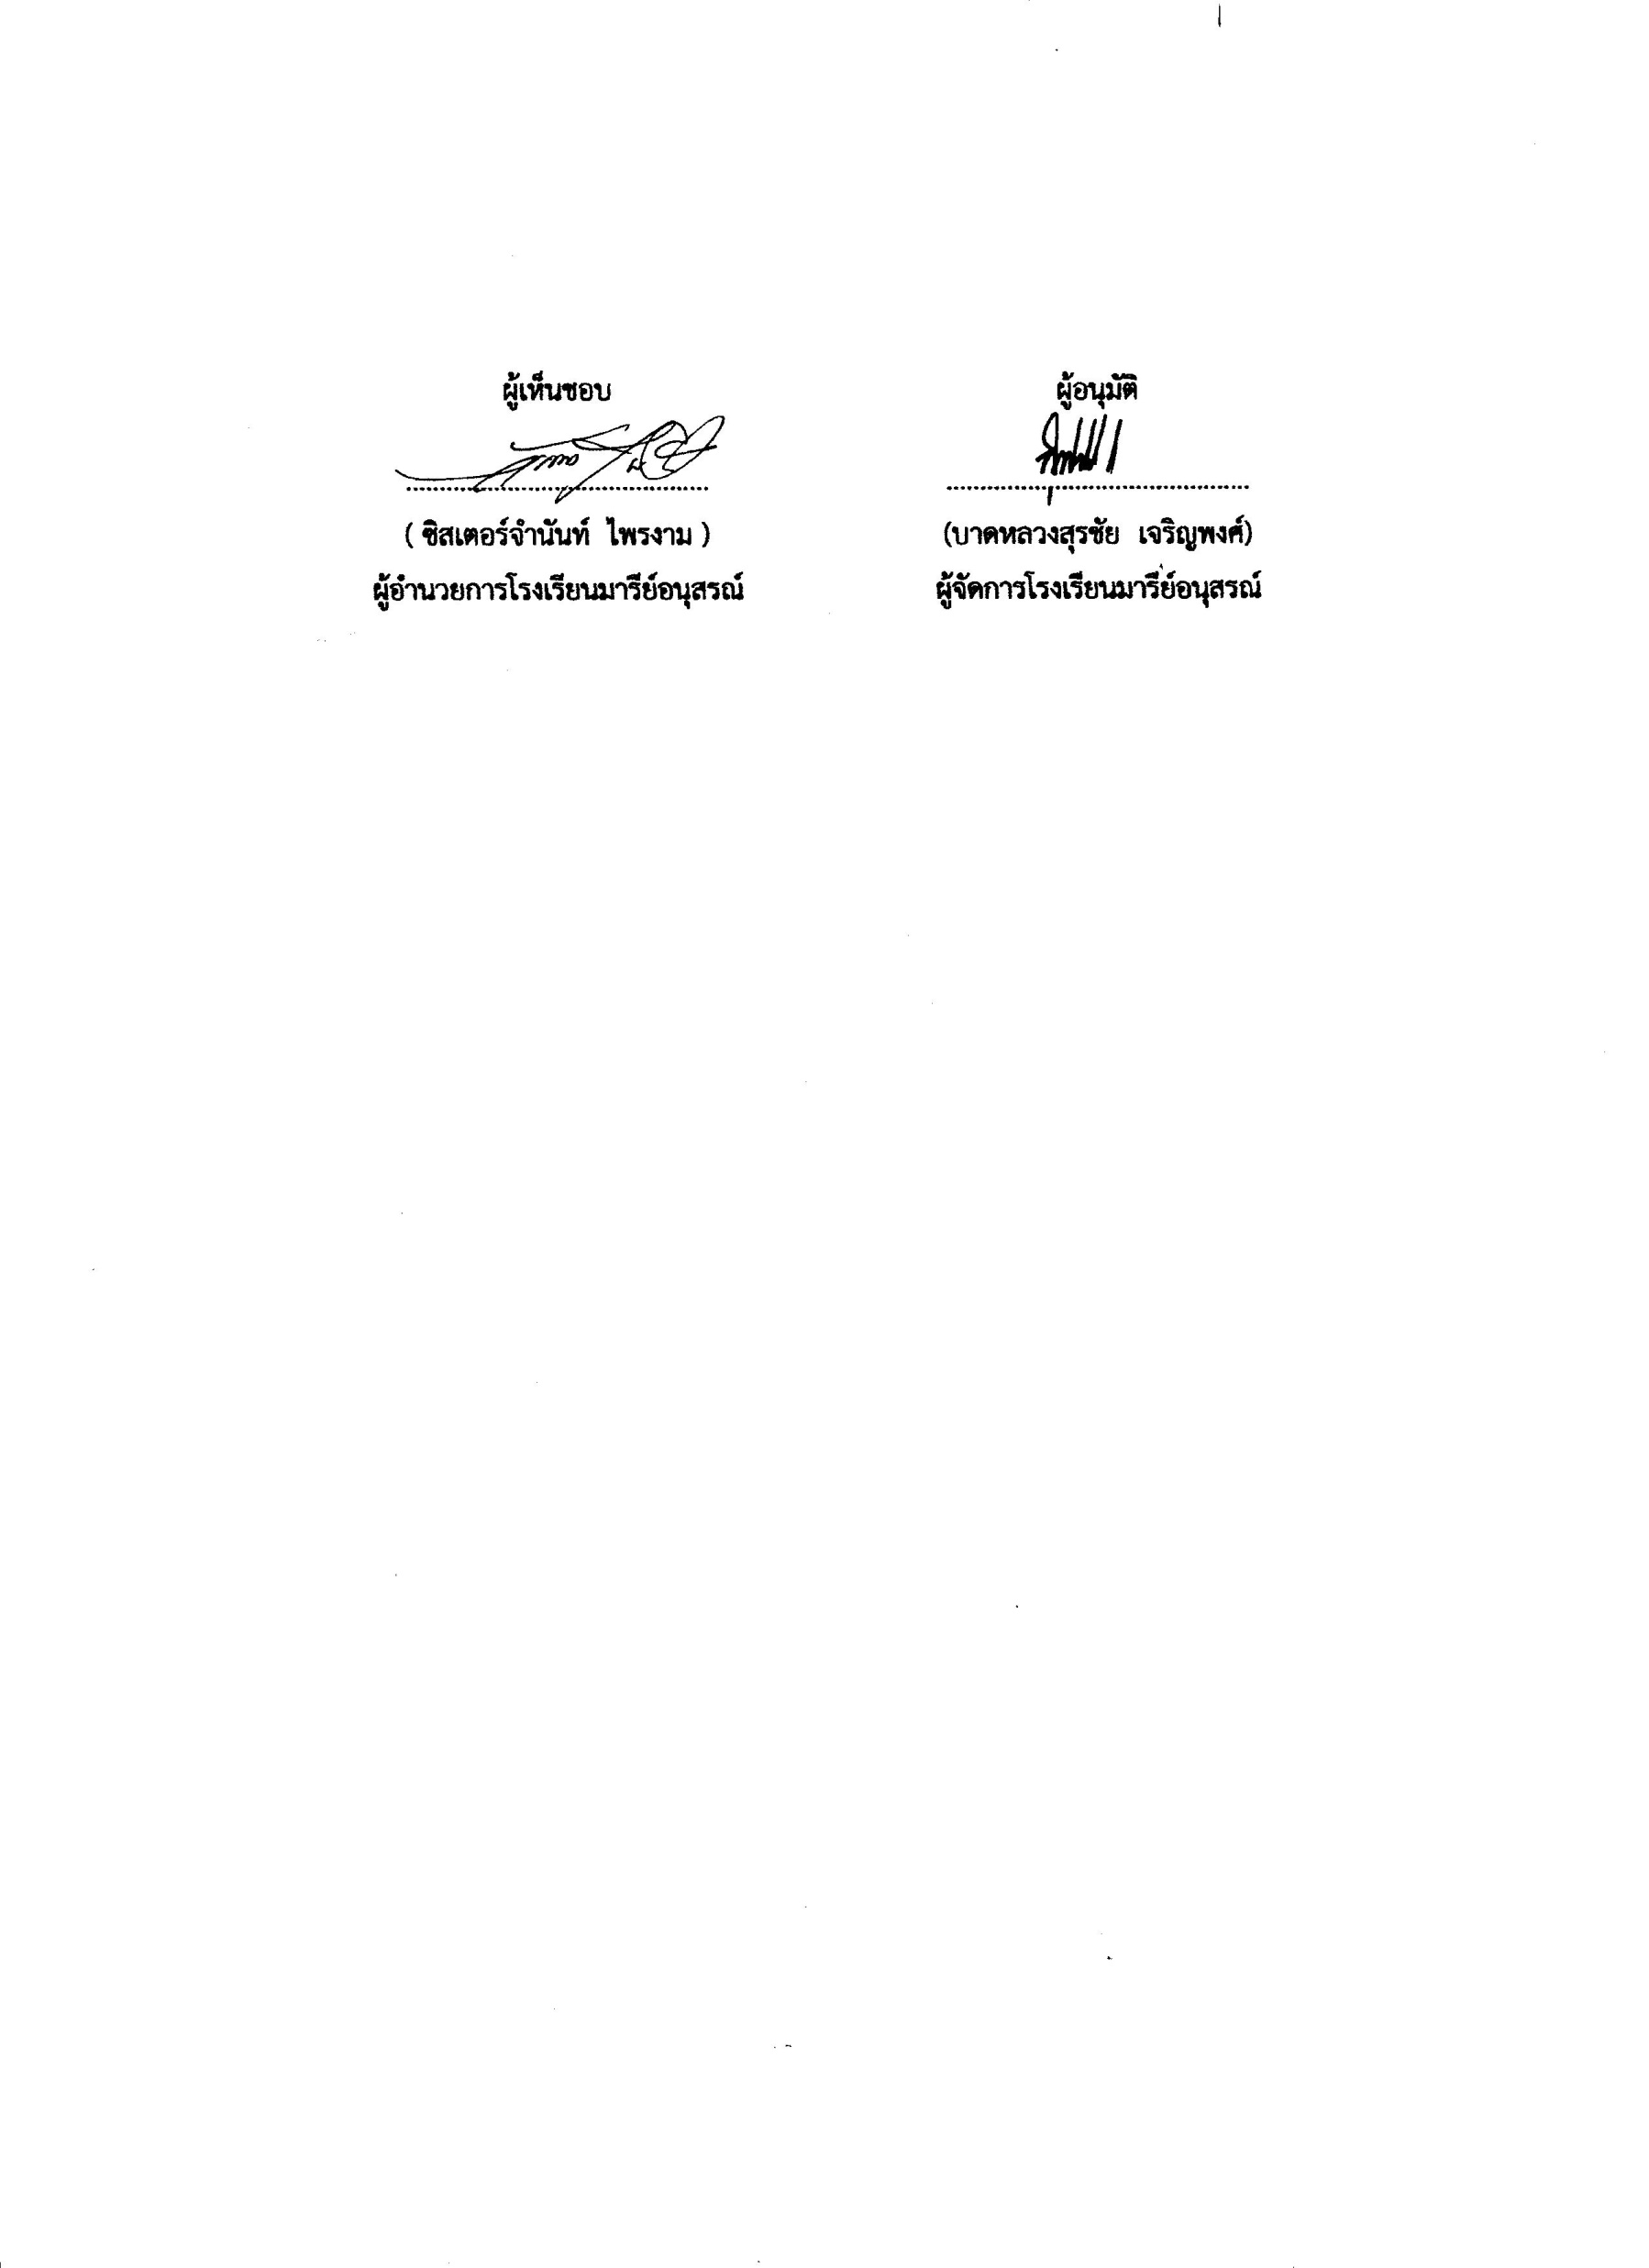 ผู้เห็นชอบ
( ซิสเตอร์จำนันท์ ไพรงาม )
ผู้อำนวยการโรงเรียนมารีย์อนุสรณ์
ผู้อนุมัติ
(บาดหลวงสุรชัย เจริญพงศ์)
ผู้จัดการโรงเรียนมารีย์อนุสรณ์